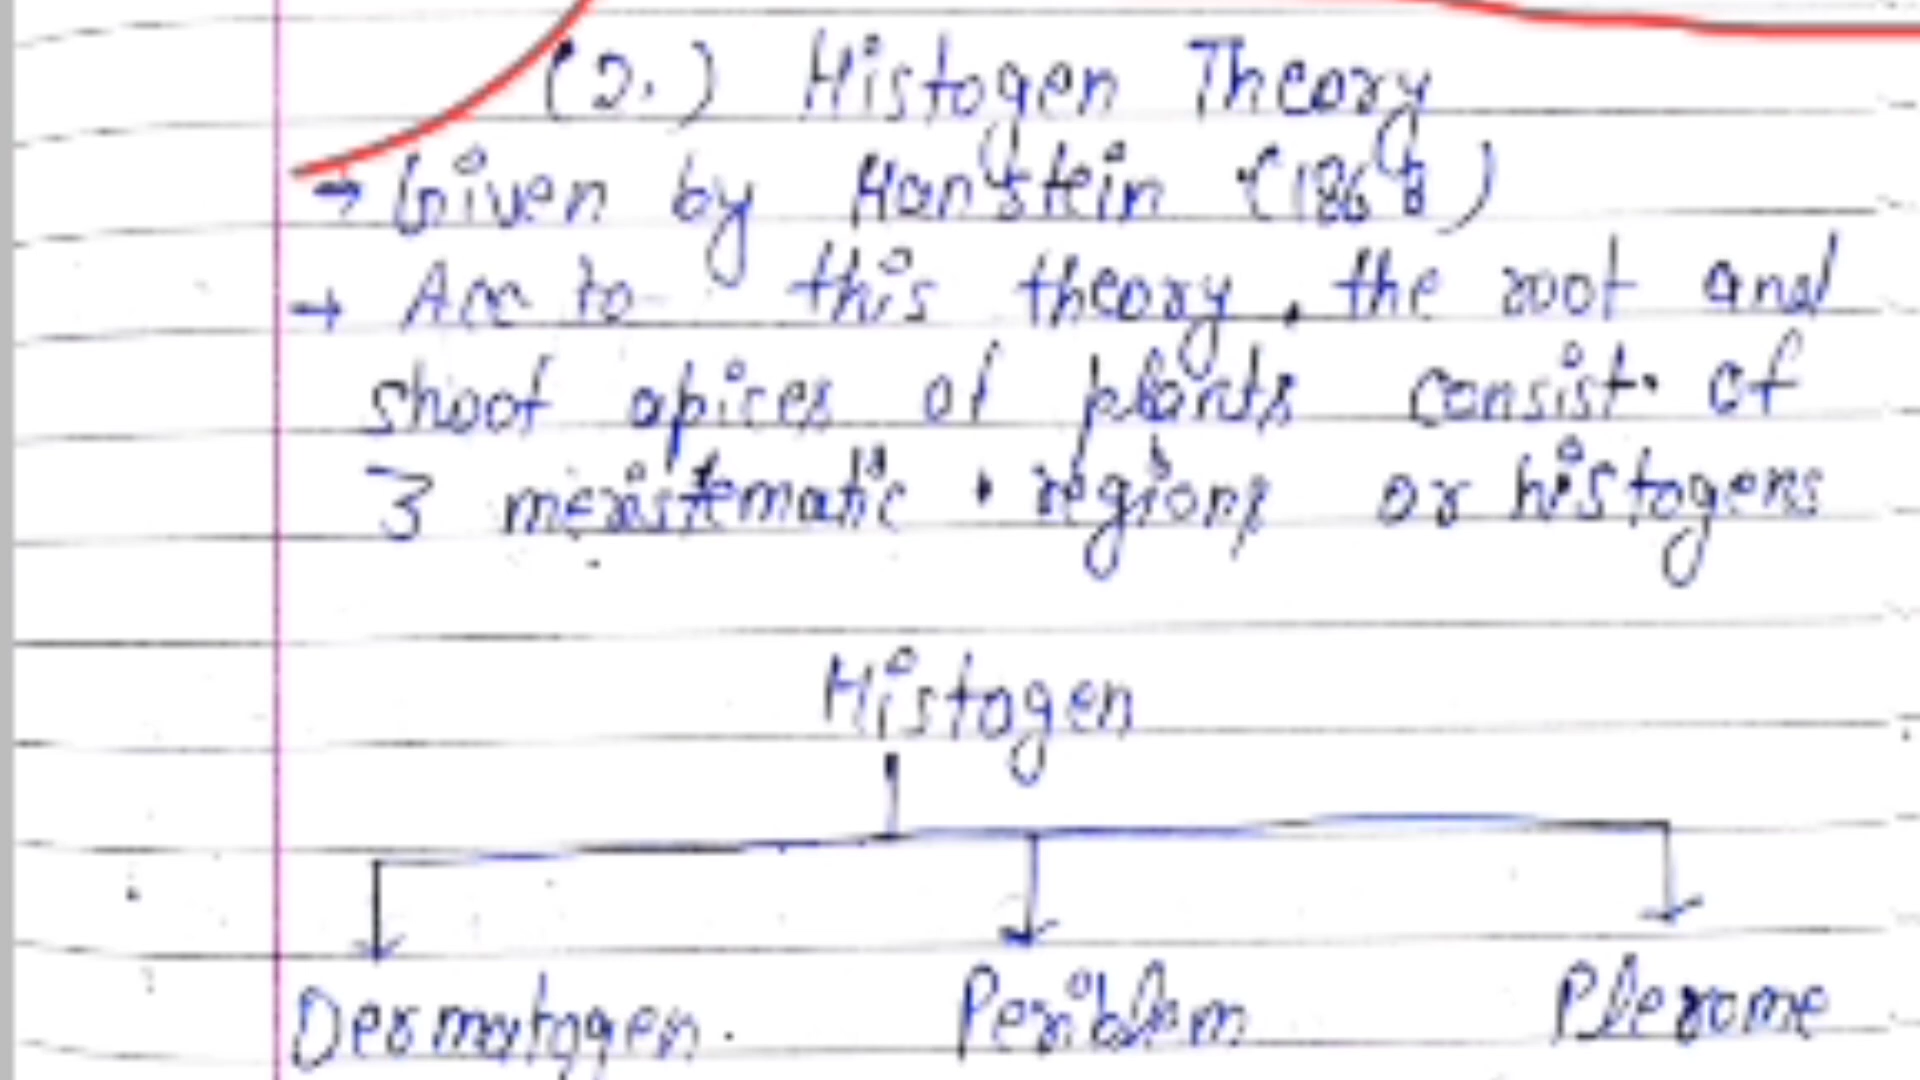 (2.) Histogen Theory
→ Given by Hanstein (1868)
→ Acc to this theory, the root and
shoot apices of plants consist of
3 meristematic regions or histogens
Histogen
Dermatogen. Periblem Plerome